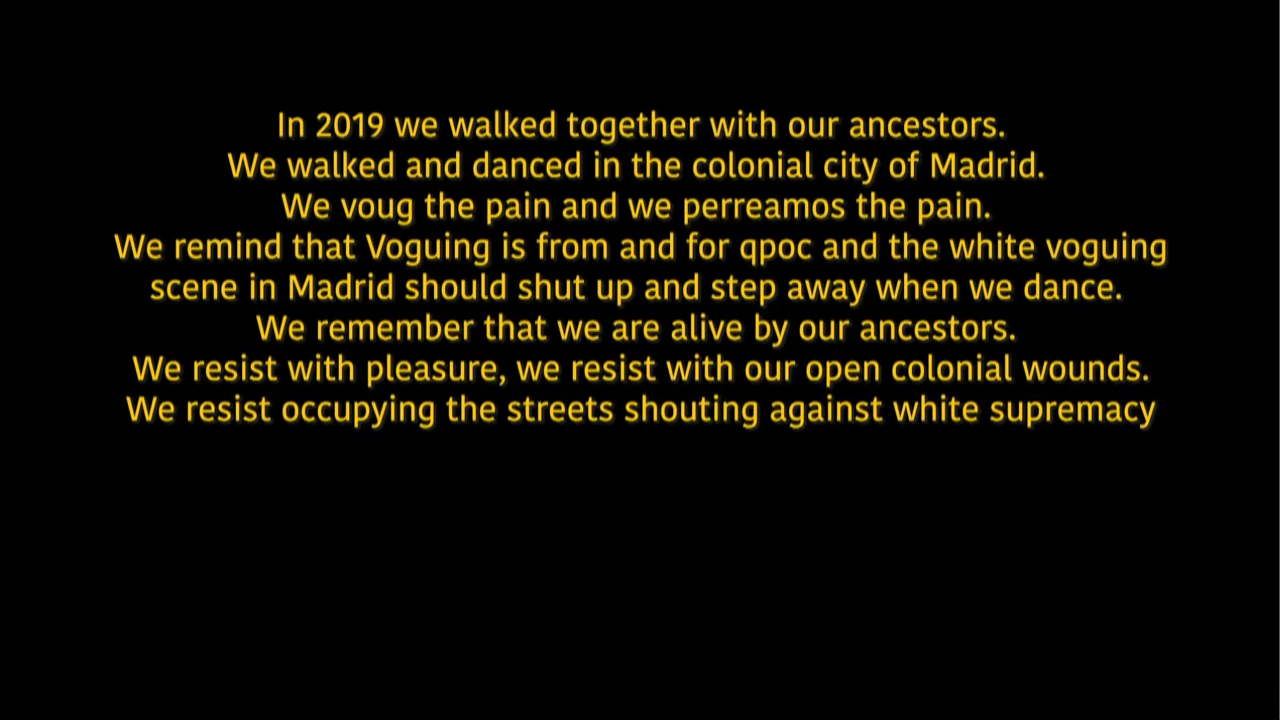 In 2019 we walked together with our ancestors.
We walked and danced in the colonial city of Madrid.
We voug the pain and we perreamos the pain.
We remind that Voguing is from and for qpoc and the white voguing
scene in Madrid should shut up and step away when we dance.
We remember that we are alive by our ancestors.
We resist with pleasure, we resist with our open colonial wounds.
We resist occupying the streets shouting against white supremacy